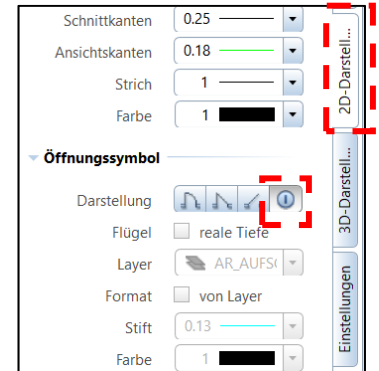 Schnittkanten 0.25
Ansichtskanten 0.18
Strich 1
Farbe 1
Öffnungssymbol
Darstellung
Flügel reale Tiefe
Layer AR_AUFS
Format von Layer
Stift 0.13
Farbe 1
2D-Darstell...
3D-Darstell...
Einstellungen